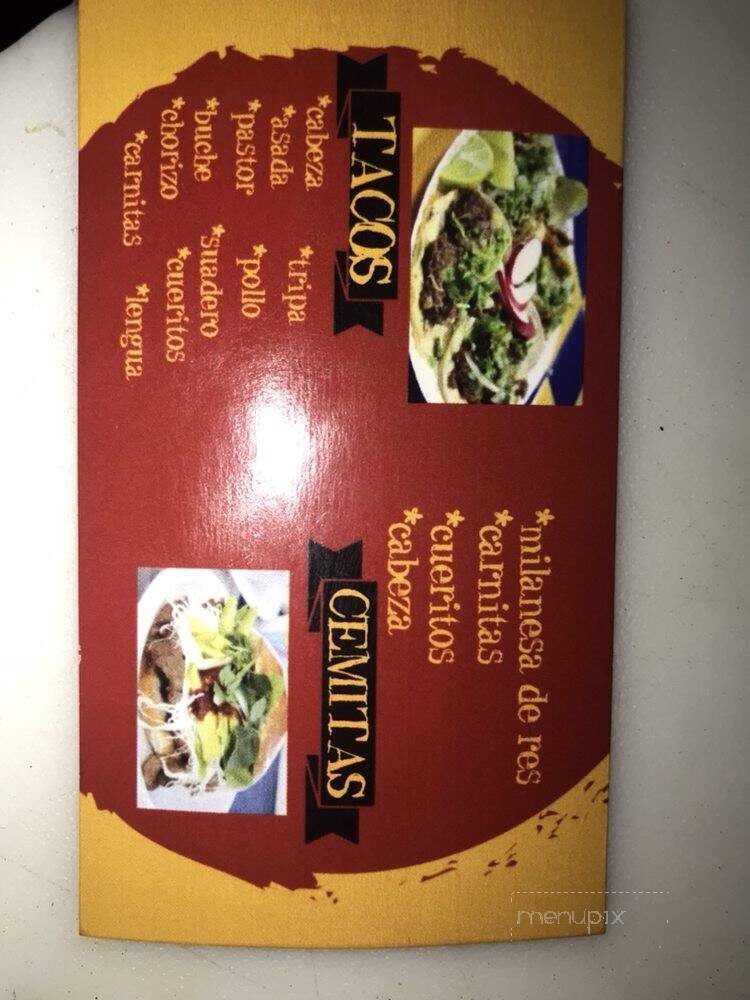 TACOS
*cabeza
*asada
*pastor
*buche
*chorizo
*carnitas
*tripa
*pollo
*suadero
*cueritos
*lengua
*milanesa de res
*carnitas
*cueritos
*cabeza
CEMITAS
menupix